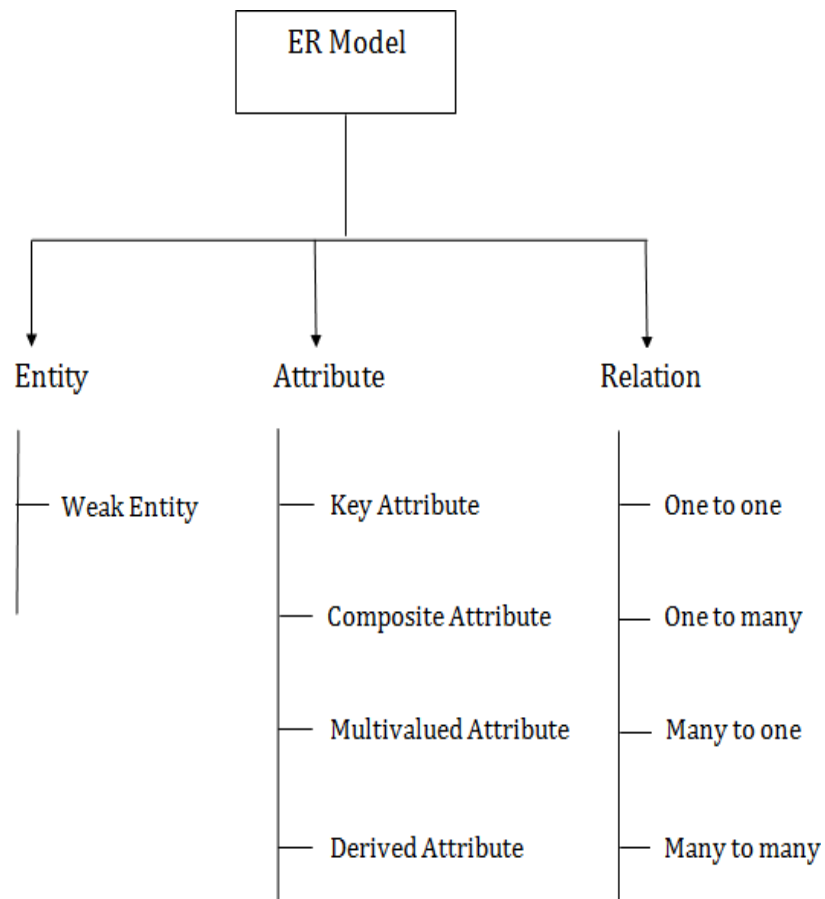 ER Model
Entity
Attribute
Relation
Weak Entity
Key Attribute
One to one
Composite Attribute
One to many
Multivalued Attribute
Many to one
Derived Attribute
Many to many